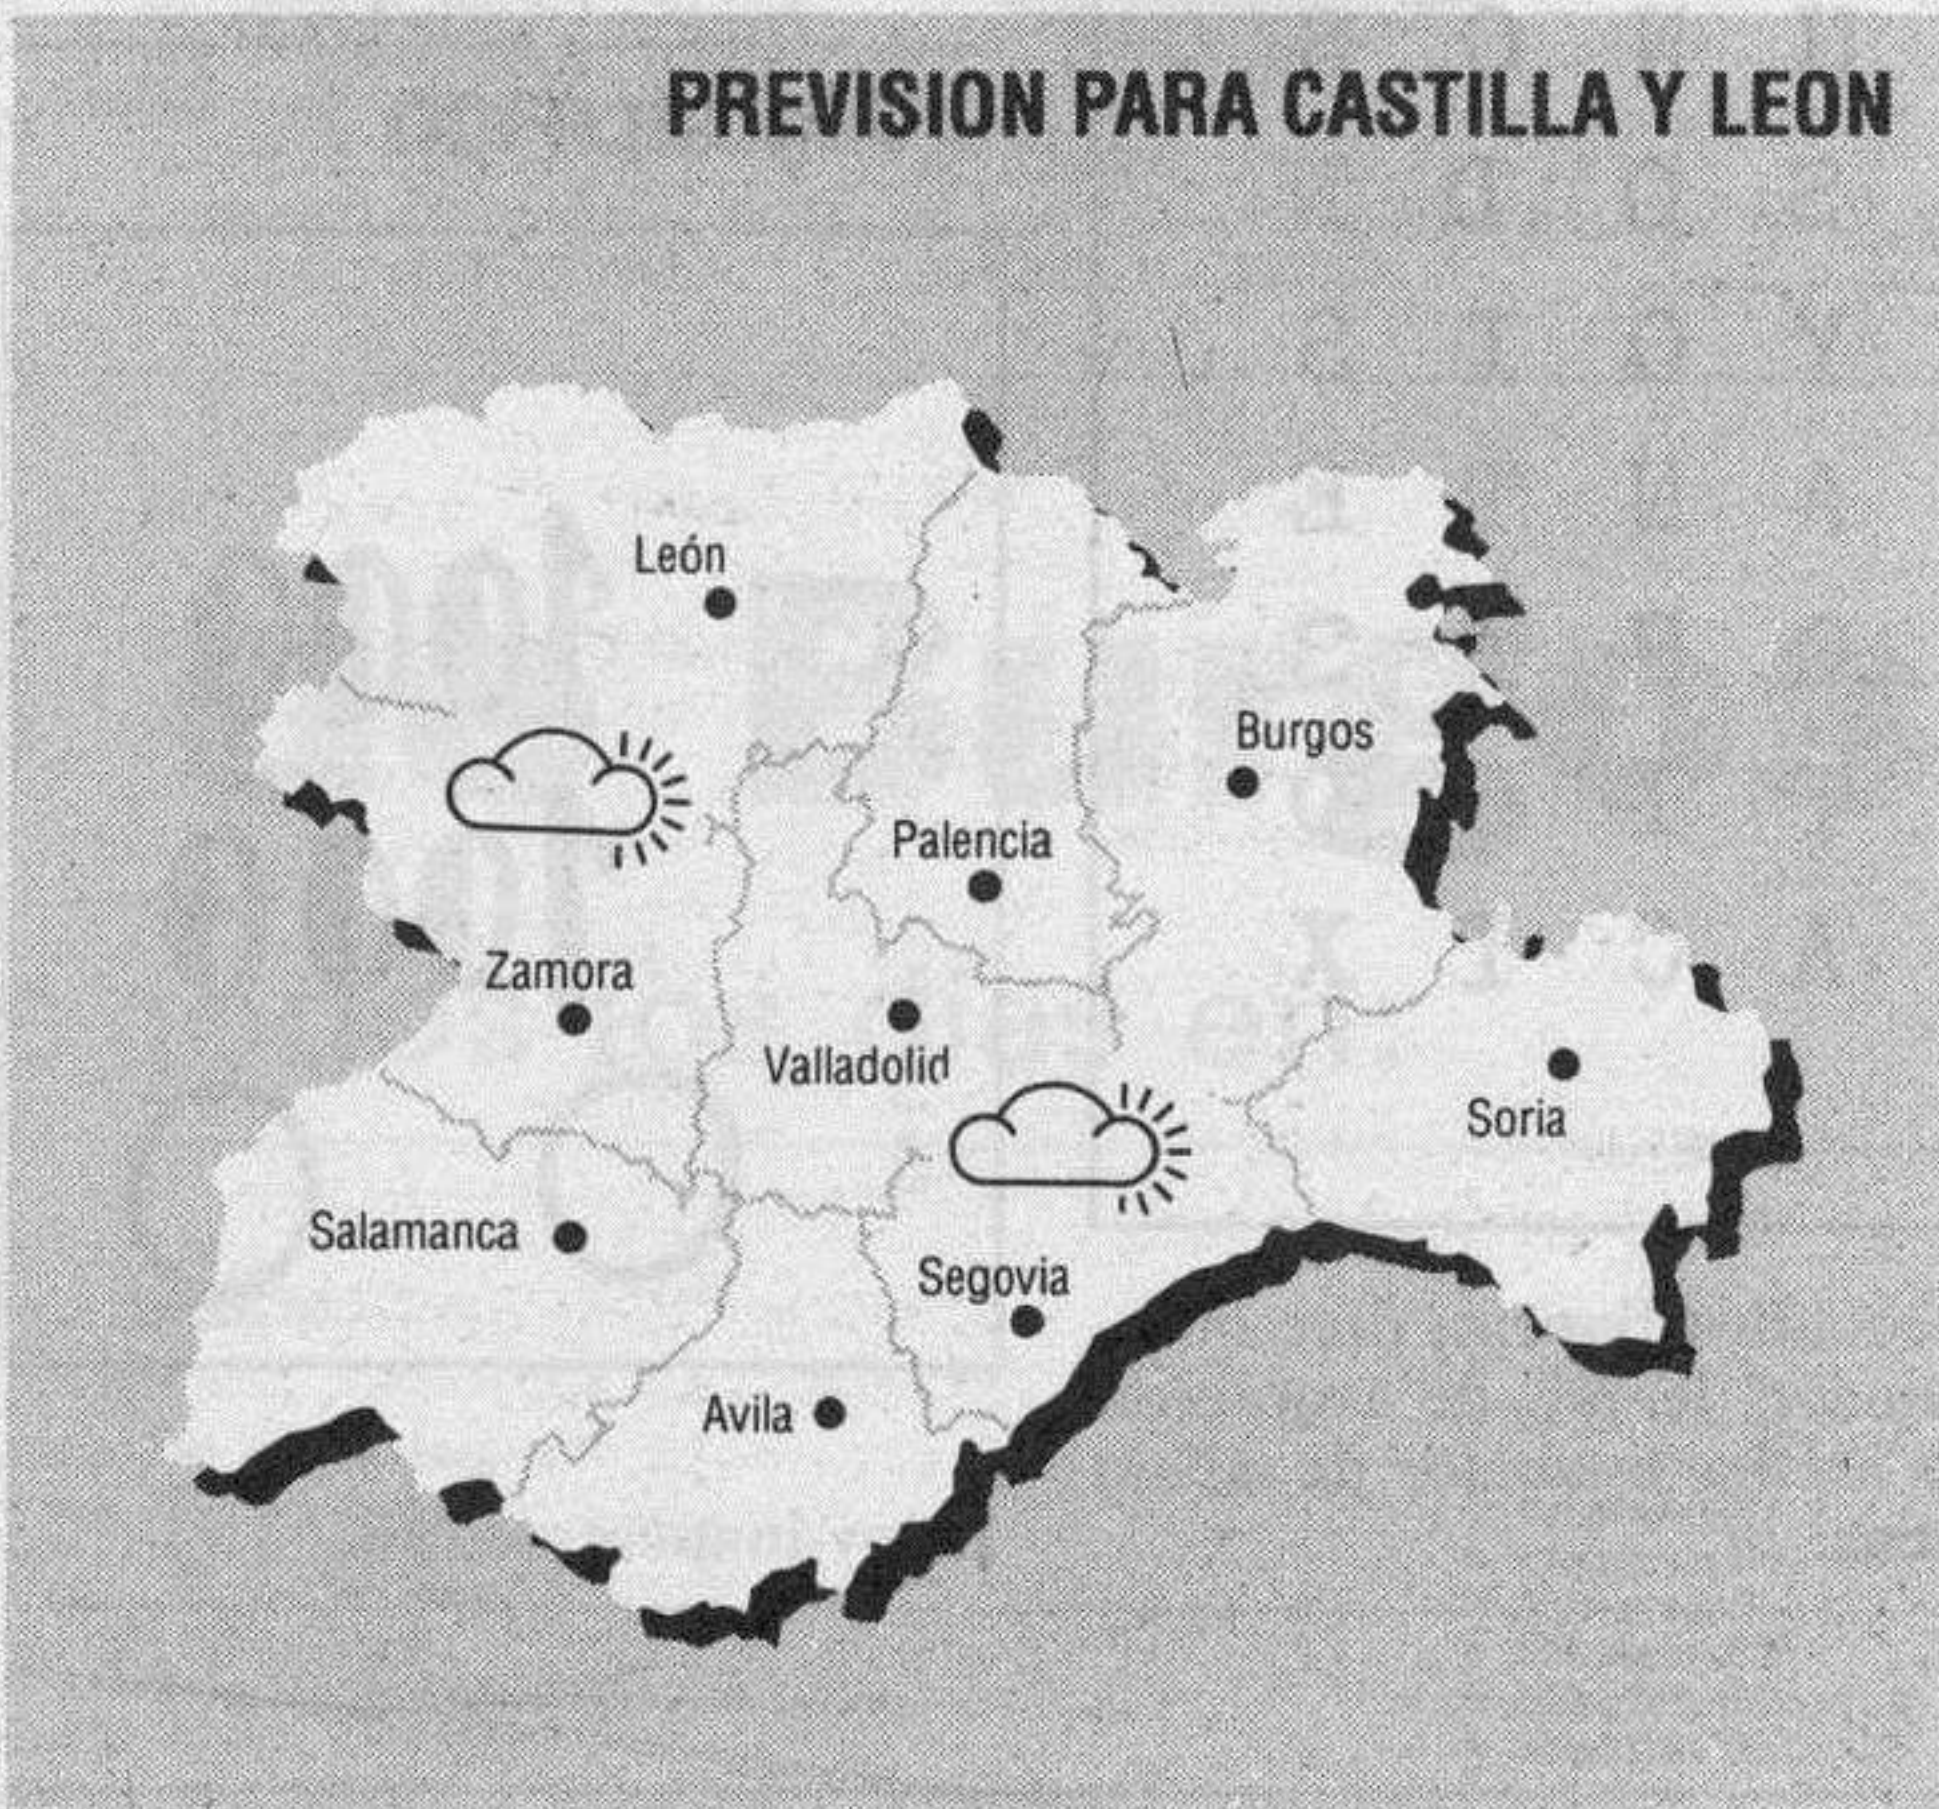 PREVISION PARA CASTILLA Y LEON
León
Burgos
Palencia
Zamora
Valladolid
Soria
Salamanca
Segovia
Avila